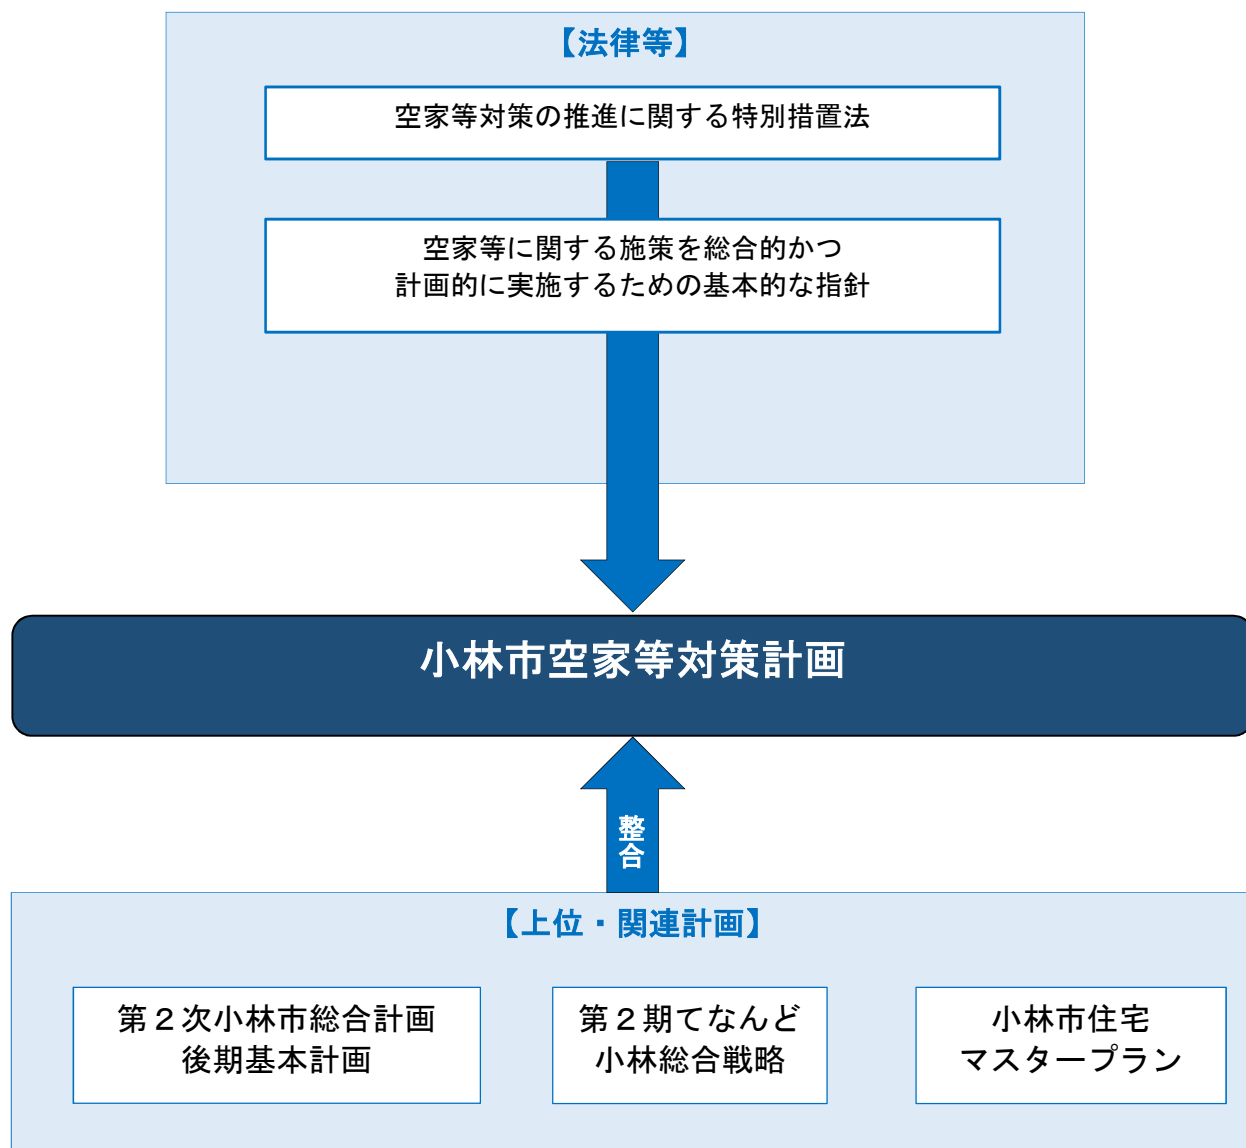 【法律等】
空家等対策の推進に関する特別措置法
空家等に関する施策を総合的かつ
計画的に実施するための基本的な指針
小林市空家等対策計画
整合
【上位・関連計画】
第２次小林市総合計画
後期基本計画
第２期てなんど
小林総合戦略
小林市住宅
マスタープラン